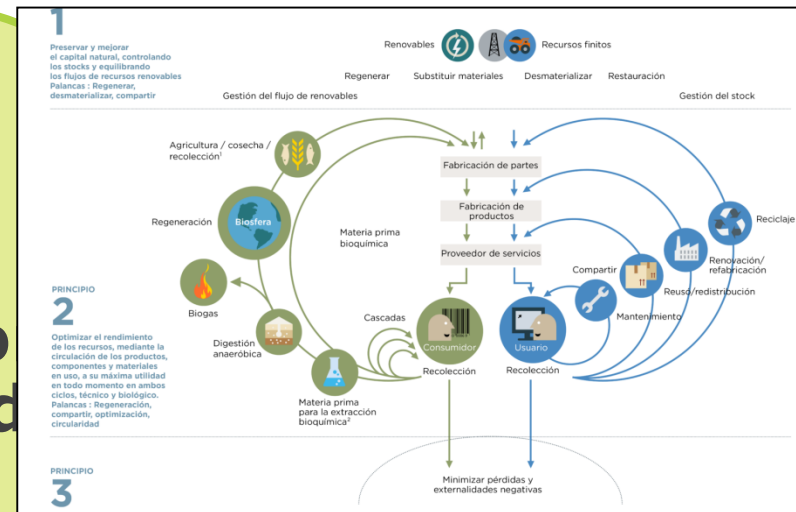 1
Preservar y mejorar
el capital natural, controlando
los stocks y equilibrando
los flujos de recursos renovables
Palancas : Regenerar,
desmaterializar, compartir
Renovables
Recursos finitos
Regenerar
Substituir materiales
Desmaterializar
Restauración
Gestión del flujo de renovables
Gestión del stock
Agricultura / cosecha /
recolección¹
Regeneración
Biosfera
Biogas
Digestión
anaeróbica
Materia prima
para la extracción
bioquímica²
Materia prima
bioquímica
Cascadas
Fabricación de partes
Fabricación de
productos
Proveedor de servicios
Consumidor
Usuario
Recolección
Recolección
Compartir
Mantenimiento
Reuso/redistribución
Renovación/
refabricación
Reciclaje
PRINCIPIO
2
Optimizar el rendimiento
de los recursos, mediante la
circulación de los productos,
componentes y materiales
en uso, a su máxima utilidad
en todo momento en ambos
ciclos, técnico y biológico.
Palancas : Regeneración,
compartir, optimización,
circularidad
PRINCIPIO
3
Minimizar pérdidas y
externalidades negativas